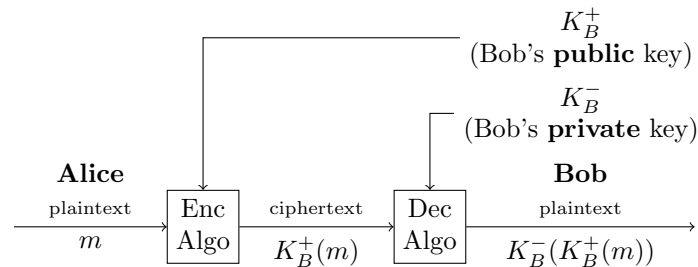 K_B^+
(Bob's public key)
K_B^-
(Bob's private key)
Alice
Bob
plaintext
m
Enc
Algo
ciphertext
K_B^+(m)
Dec
Algo
plaintext
K_B^-(K_B^+(m))